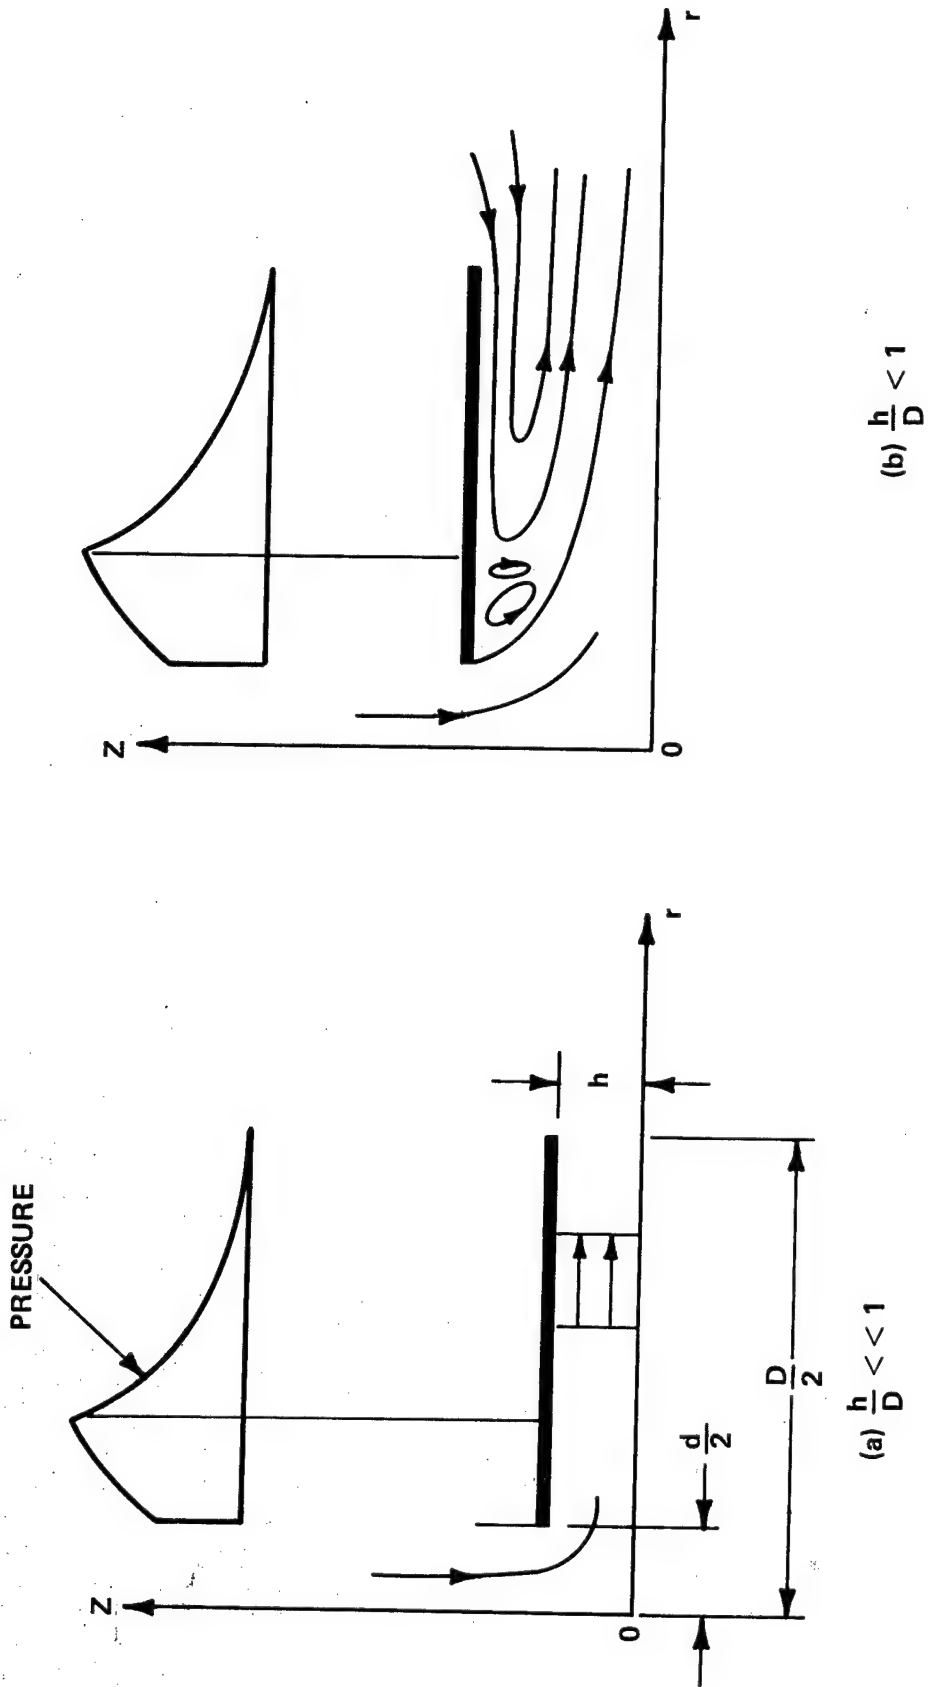 PRESSURE
Z
h
r
0
d/2
D/2
(a) h/D < < 1
Z
r
0
(b) h/D < 1